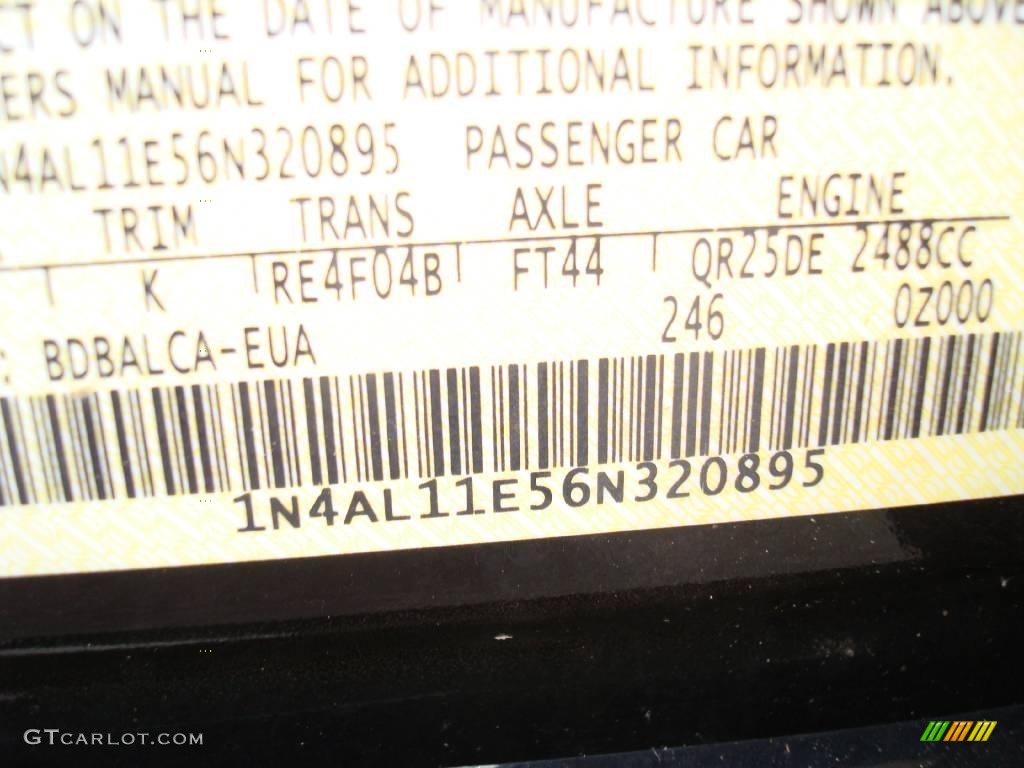 CT ON THE DATE OF MANUFACTURE SHOWN ABOVE
ERS MANUAL FOR ADDITIONAL INFORMATION.
N4AL11E56N320895 PASSENGER CAR
TRIM TRANS AXLE ENGINE
K RE4F04B FT44 QR25DE 2488CC
246 0Z000
: BDBALCA-EUA
1N4AL11E56N320895
GTCARLOT.COM